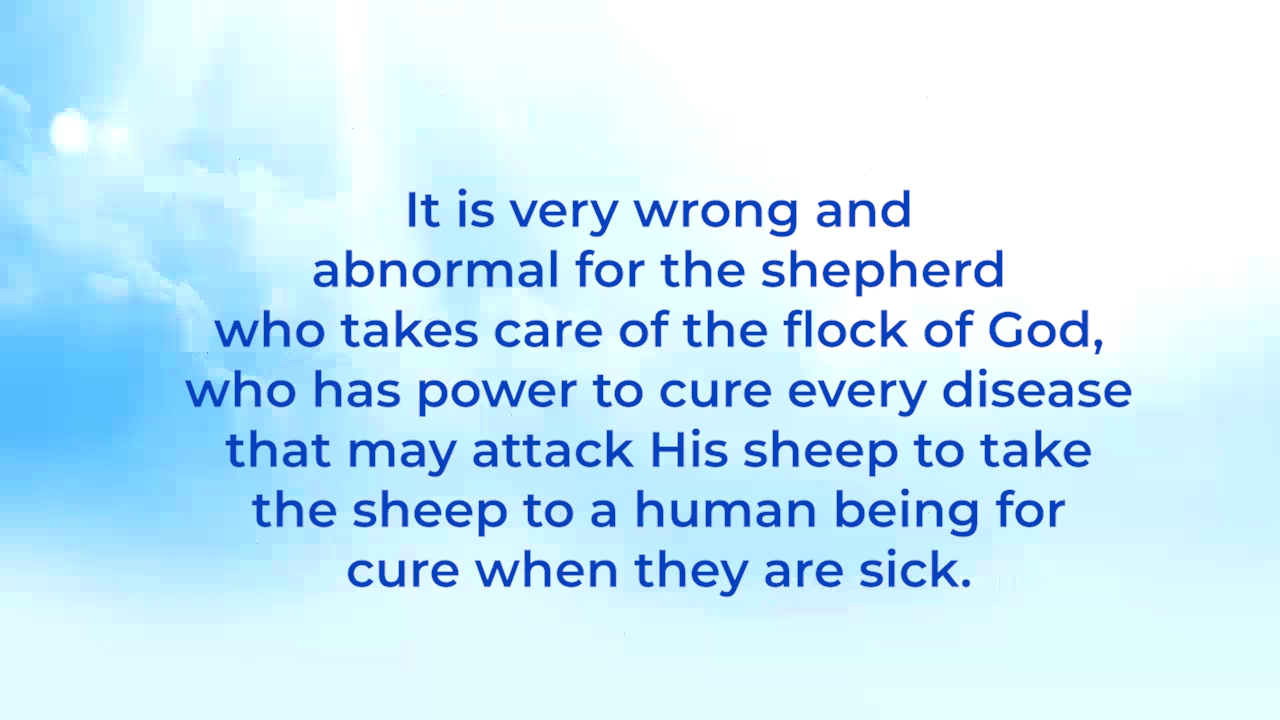 It is very wrong and
abnormal for the shepherd
who takes care of the flock of God,
who has power to cure every disease
that may attack His sheep to take
the sheep to a human being for
cure when they are sick.